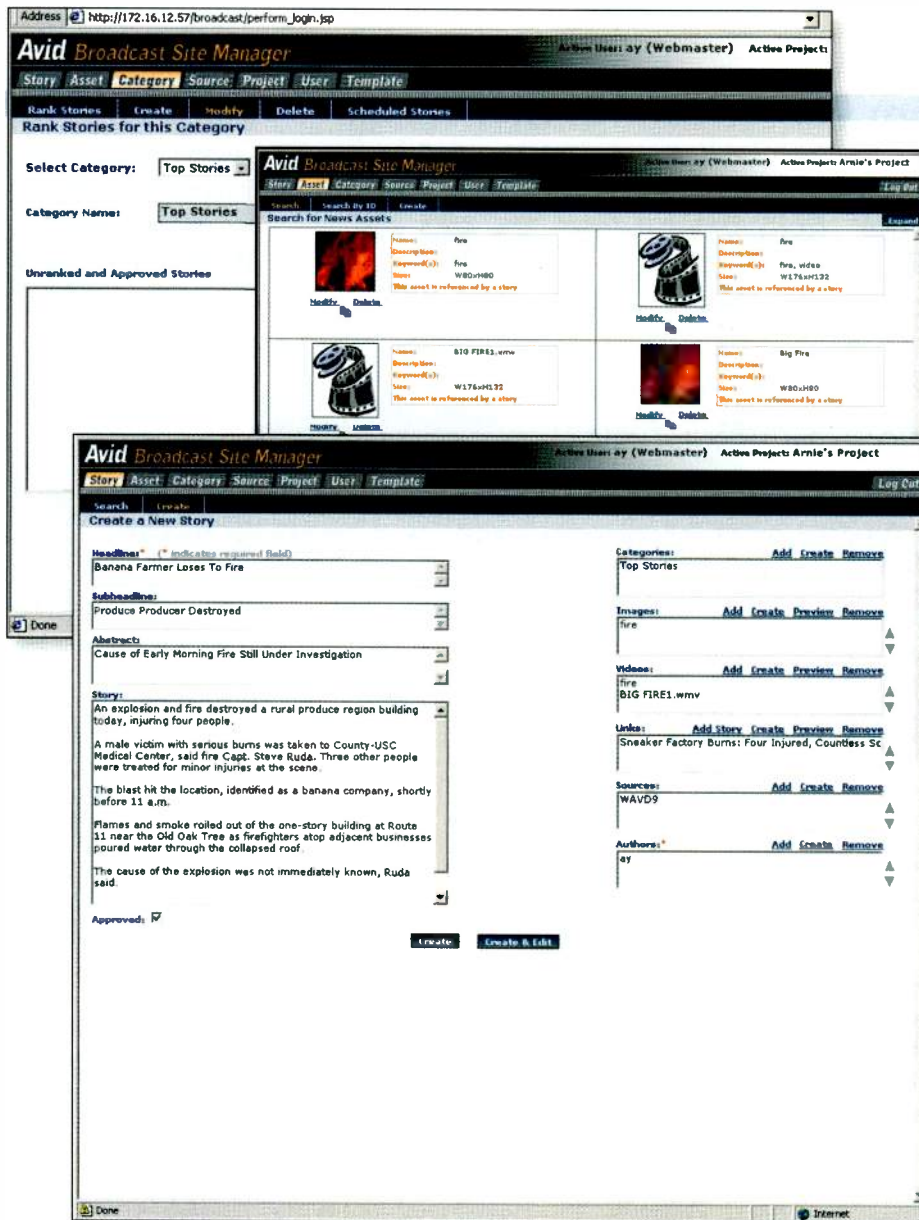 Address http://172.16.12.57/broadcast/perform_login.jsp
Avid Broadcast Site Manager
Active User: ay (Webmaster) Active Project:
Story Asset Category Source Project User Template
Rank Stories Create Modify Delete Scheduled Stories
Rank Stories for this Category
Select Category: Top Stories
Category Name: Top Stories
Unranked and Approved Stories
Done
Avid Broadcast Site Manager
Active User: ay (Webmaster) Active Project: Arnie's Project
Story Asset Category Source Project User Template
Log Out
Search Search By ID Create
Search for News Assets
Expand
Name: fire
Description:
Keyword(s): fire
Size: W80xH80
This asset is referenced by a story
Modify Delete
Name: fire
Description:
Keyword(s): fire, video
Size: W176xH132
This asset is referenced by a story
Modify Delete
Name: BIG FIRE1.wmv
Description:
Keyword(s):
Size: W176xH132
This asset is referenced by a story
Modify Delete
Name: Big Fire
Description:
Keyword(s):
Size: W80xH80
This asset is referenced by a story
Modify Delete
Avid Broadcast Site Manager
Active User: ay (Webmaster) Active Project: Arnie's Project
Story Asset Category Source Project User Template
Log Out
Search Create
Create a New Story
Headline:* (* indicates required field)
Banana Farmer Loses To Fire
Subheadline:
Produce Producer Destroyed
Abstract:
Cause of Early Morning Fire Still Under Investigation
Story:
An explosion and fire destroyed a rural produce region building
today, injuring four people.
A male victim with serious burns was taken to County-USC
Medical Center, said fire Capt. Steve Ruda. Three other people
were treated for minor injuries at the scene.
The blast hit the location, identified as a banana company, shortly
before 11 a.m.
Flames and smoke roiled out of the one-story building at Route
11 near the Old Oak Tree as firefighters atop adjacent businesses
poured water through the collapsed roof.
The cause of the explosion was not immediately known, Ruda
said.
Approved:
Categories: Add Create Remove
Top Stories
Images: Add Create Preview Remove
fire
Videos: Add Create Preview Remove
fire
BIG FIRE1.wmv
Links: Add Story Create Preview Remove
Sneaker Factory Burns: Four Injured, Countless Sc
Sources: Add Create Remove
WAVD9
Authors:* Add Create Remove
ay
Create Create & Edit
Done
Internet